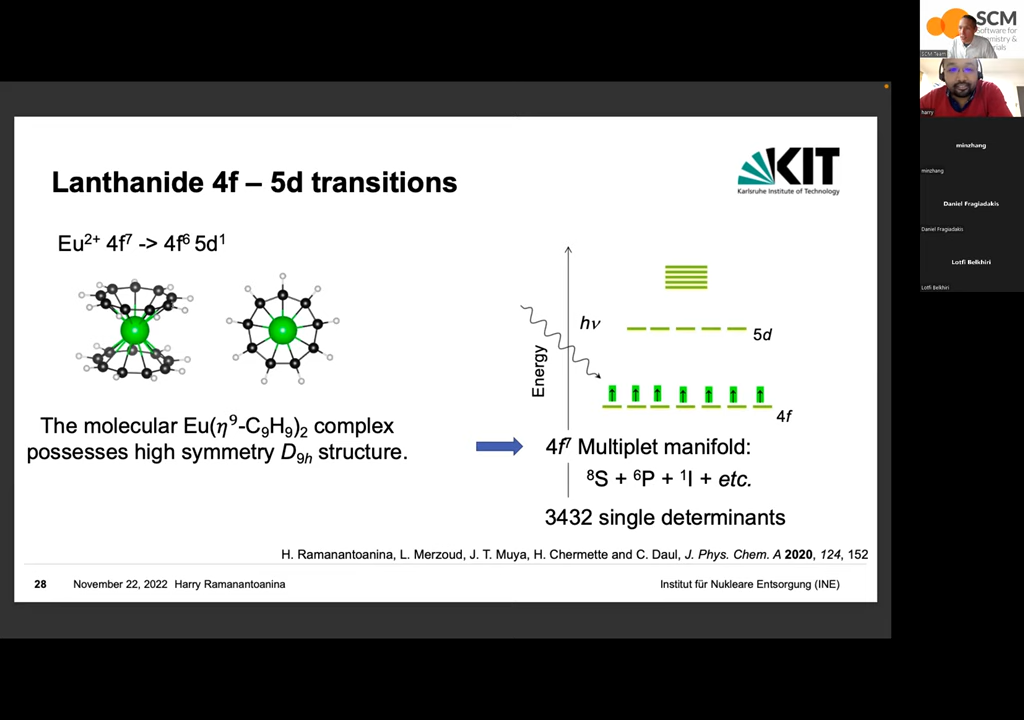 Lanthanide 4f – 5d transitions
KIT
Karlsruhe Institute of Technology
Eu²⁺ 4f⁷ -> 4f⁶ 5d¹
The molecular Eu(η⁹-C₉H₉)₂ complex
possesses high symmetry D₉ₕ structure.
Energy
hν
5d
4f
4f⁷ Multiplet manifold:
⁸S + ⁶P + ¹I + etc.
3432 single determinants
H. Ramanantoanina, L. Merzoud, J. T. Muya, H. Chermette and C. Daul, J. Phys. Chem. A 2020, 124, 152
28 November 22, 2022 Harry Ramanantoanina Institut für Nukleare Entsorgung (INE)
SCM
Software for
SCM Team
harry
minzhang
minzhang
Daniel Fragiadakis
Daniel Fragiadakis
Lotfi Belkhiri
Lotfi Belkhiri